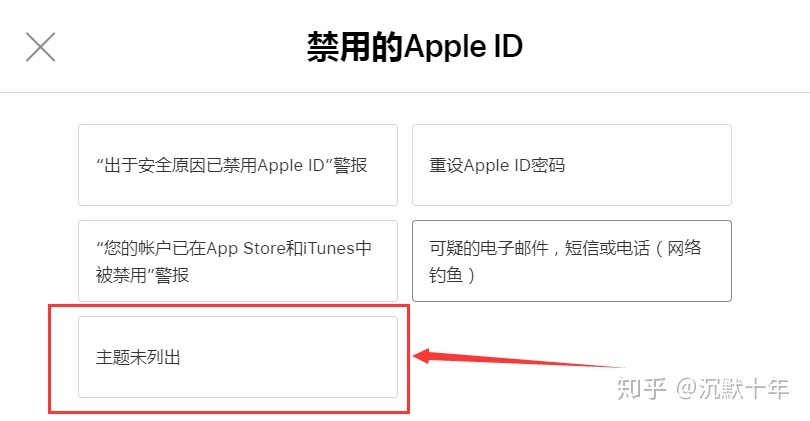 禁用的Apple ID
“出于安全原因已禁用Apple ID”警报
重设Apple ID密码
“您的帐户已在App Store和iTunes中
被禁用”警报
可疑的电子邮件，短信或电话（网络
钓鱼）
主题未列出
知乎 @沉默十年